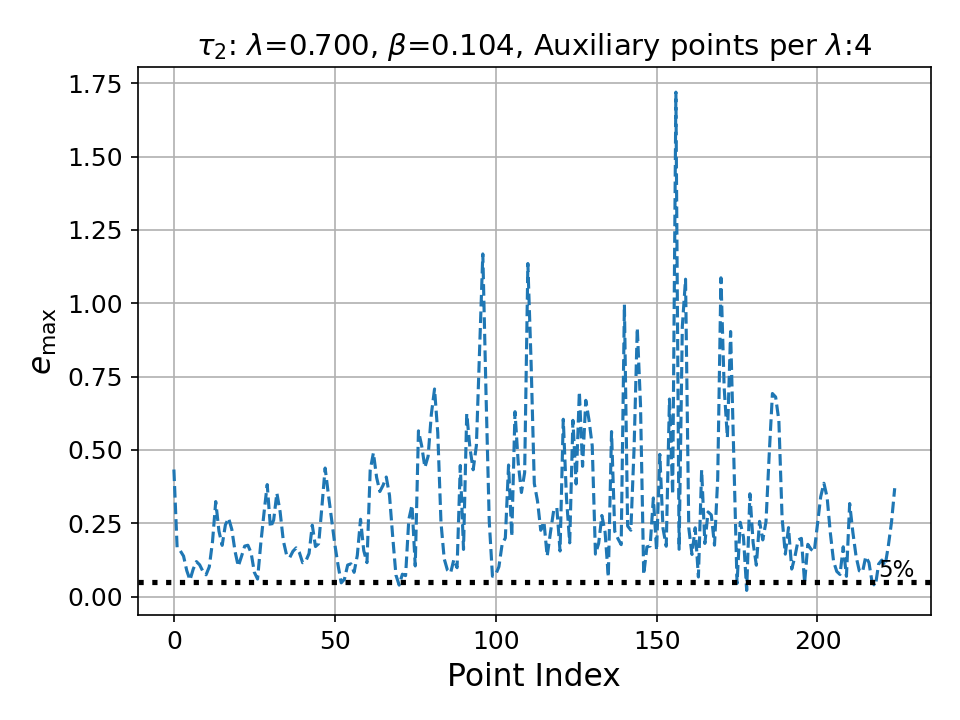 τ₂: λ=0.700, β=0.104, Auxiliary points per λ:4
1.75
1.50
1.25
1.00
0.75
0.50
0.25
0.00
e_max
5%
0 50 100 150 200
Point Index